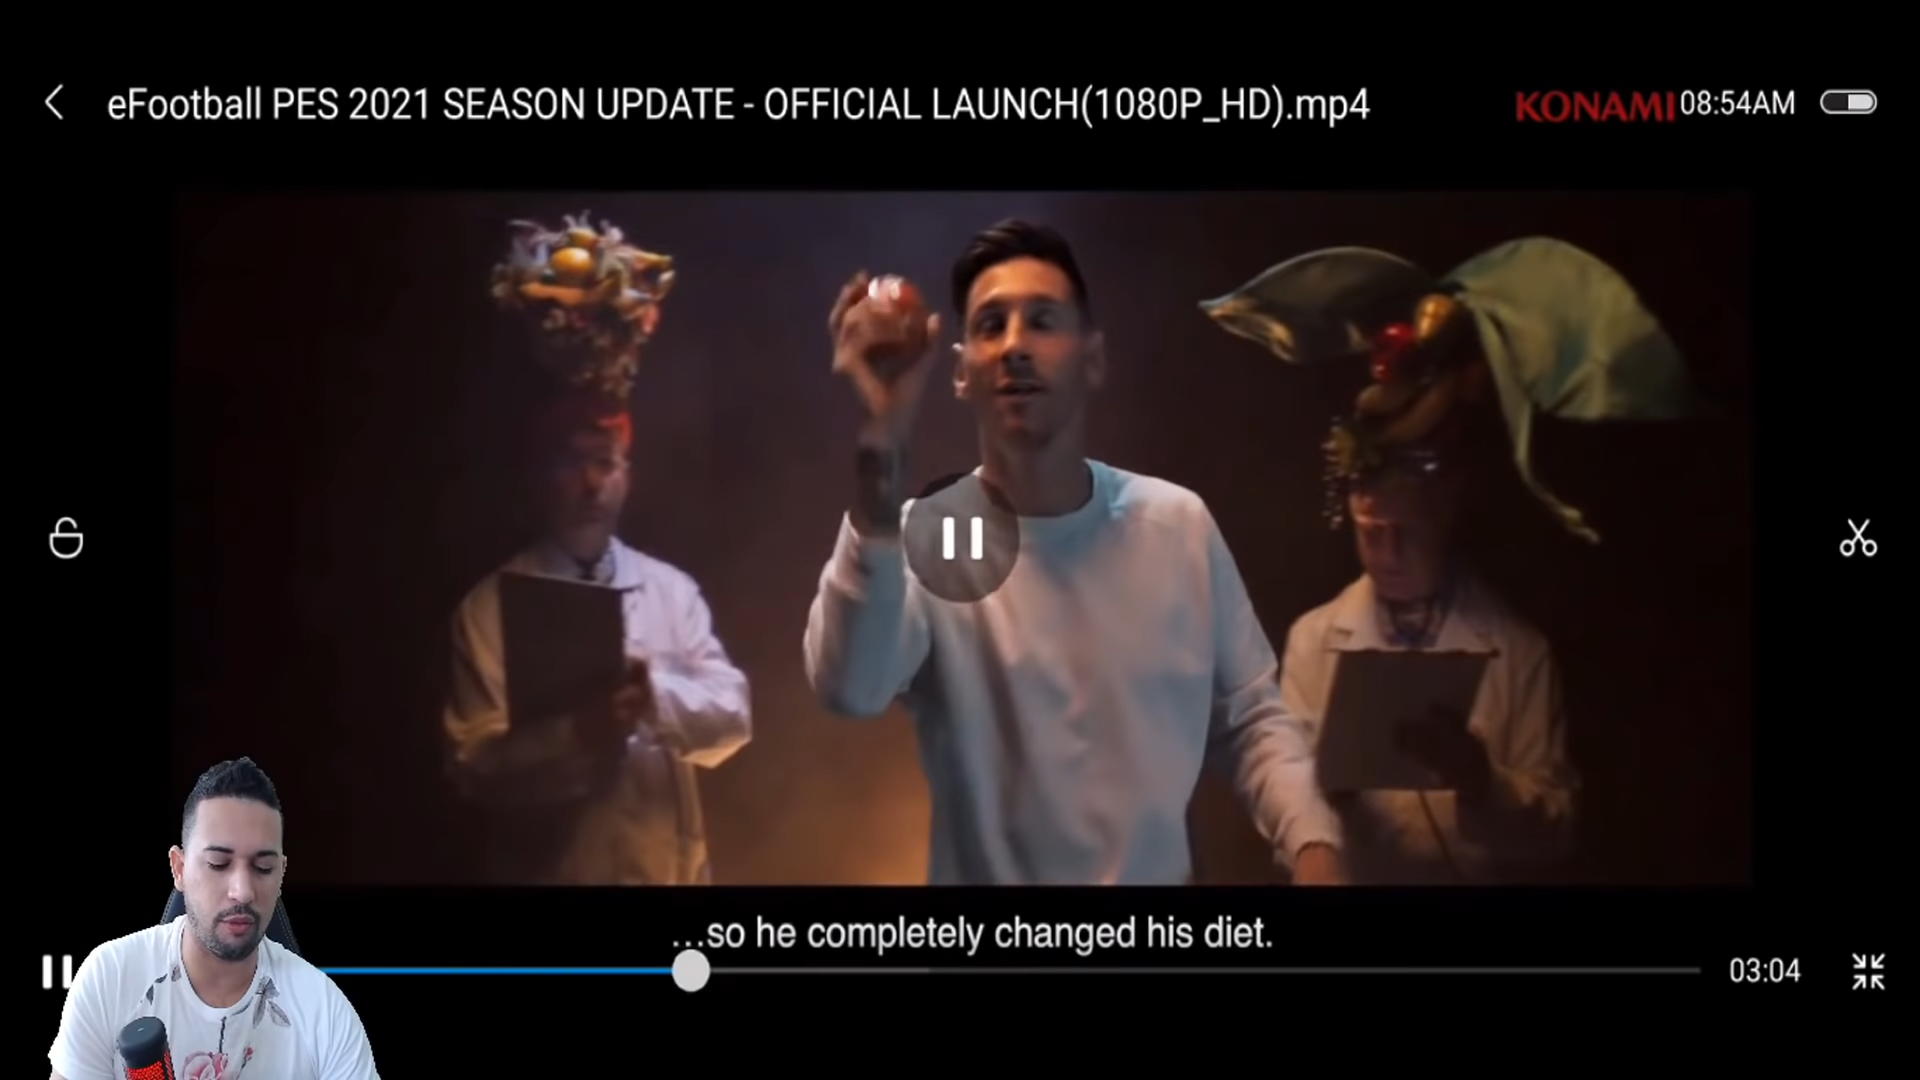 eFootball PES 2021 SEASON UPDATE - OFFICIAL LAUNCH(1080P_HD).mp4
KONAMI 08:54AM
...so he completely changed his diet.
03:04